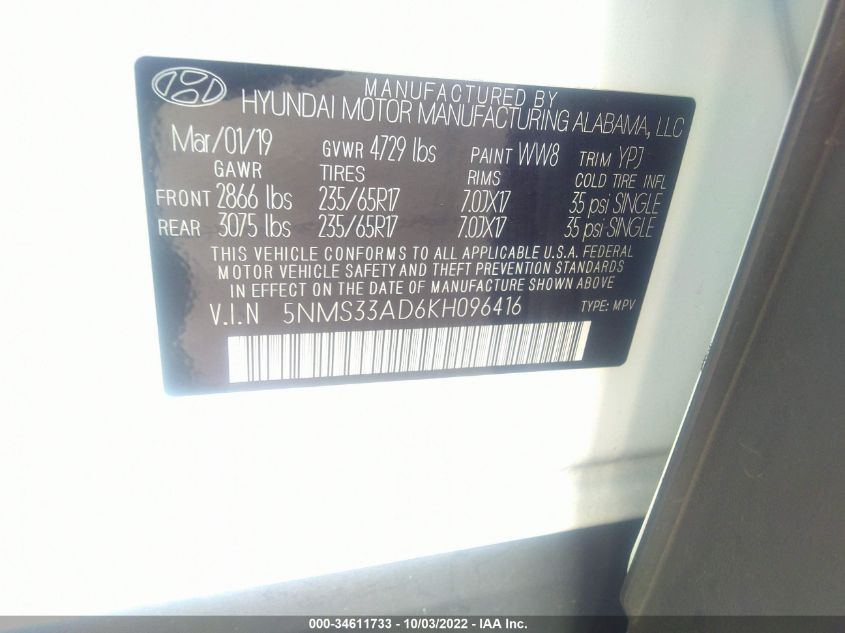 MANUFACTURED BY
HYUNDAI MOTOR MANUFACTURING ALABAMA, LLC
Mar/01/19 GVWR 4729 lbs PAINT WW8 TRIM YPJ
GAWR TIRES RIMS COLD TIRE INFL
FRONT 2866 lbs 235/65R17 7.0JX17 35 psi SINGLE
REAR 3075 lbs 235/65R17 7.0JX17 35 psi SINGLE
THIS VEHICLE CONFORMS TO ALL APPLICABLE U.S.A. FEDERAL
MOTOR VEHICLE SAFETY AND THEFT PREVENTION STANDARDS
IN EFFECT ON THE DATE OF MANUFACTURE SHOWN ABOVE
V.I.N 5NMS33AD6KH096416 TYPE: MPV
000-34611733 - 10/03/2022 - IAA Inc.